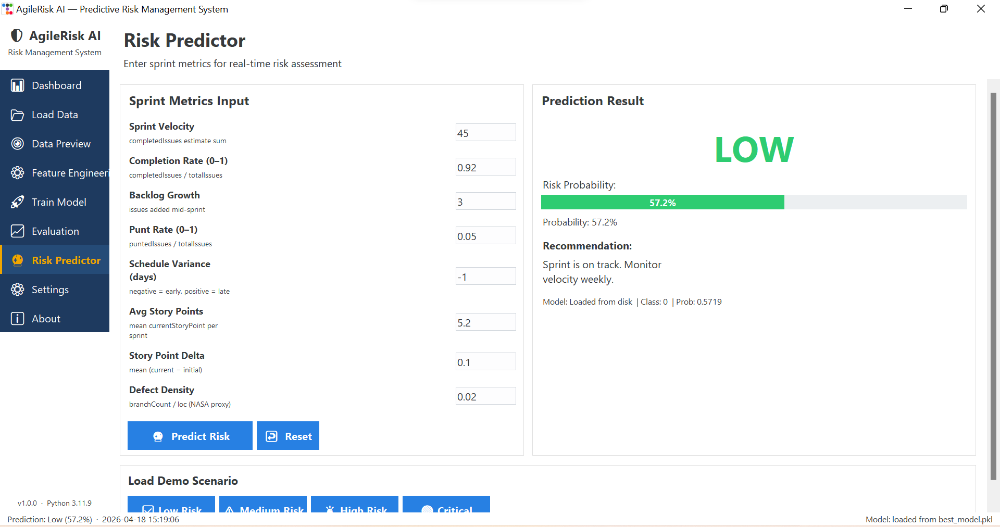 AgileRisk AI — Predictive Risk Management System
AgileRisk AI
Risk Management System
Dashboard
Load Data
Data Preview
Feature Engineeri
Train Model
Evaluation
Risk Predictor
Settings
About
v1.0.0 · Python 3.11.9
Risk Predictor
Enter sprint metrics for real-time risk assessment
Sprint Metrics Input
Sprint Velocity
completedIssues estimate sum
45
Completion Rate (0–1)
completedIssues / totalIssues
0.92
Backlog Growth
issues added mid-sprint
3
Punt Rate (0–1)
puntedIssues / totalIssues
0.05
Schedule Variance
(days)
negative = early, positive = late
-1
Avg Story Points
mean currentStoryPoint per
sprint
5.2
Story Point Delta
mean (current − initial)
0.1
Defect Density
branchCount / loc (NASA proxy)
0.02
Predict Risk
Reset
Prediction Result
LOW
Risk Probability:
57.2%
Probability: 57.2%
Recommendation:
Sprint is on track. Monitor
velocity weekly.
Model: Loaded from disk | Class: 0 | Prob: 0.5719
Load Demo Scenario
Low Risk
Medium Risk
High Risk
Critical
Prediction: Low (57.2%) · 2026-04-18 15:19:06
Model: loaded from best_model.pkl